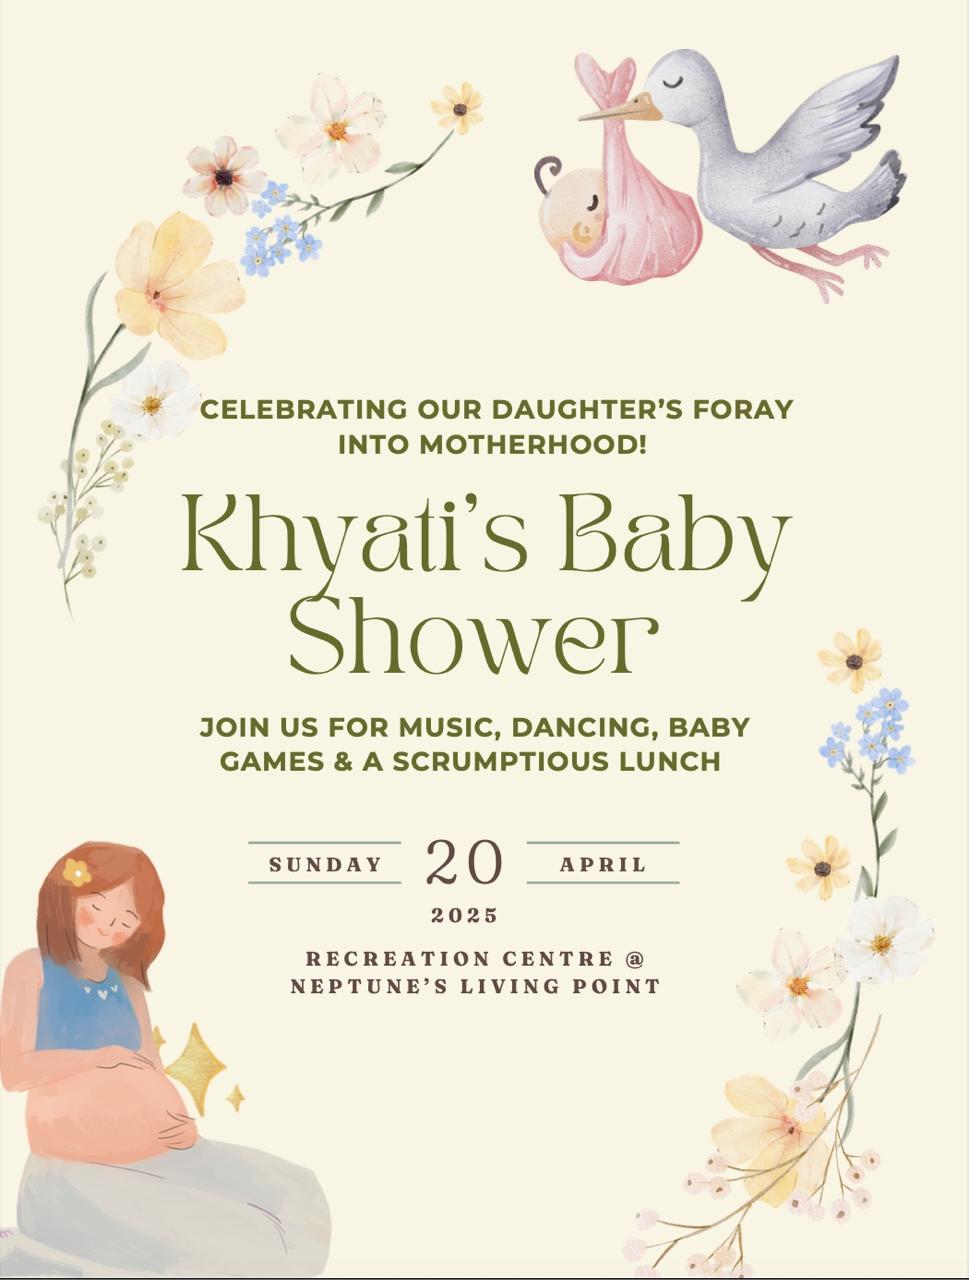 CELEBRATING OUR DAUGHTER’S FORAY
INTO MOTHERHOOD!
Khyati’s Baby
Shower
JOIN US FOR MUSIC, DANCING, BABY
GAMES & A SCRUMPTIOUS LUNCH
SUNDAY 20 APRIL
2025
RECREATION CENTRE @
NEPTUNE’S LIVING POINT